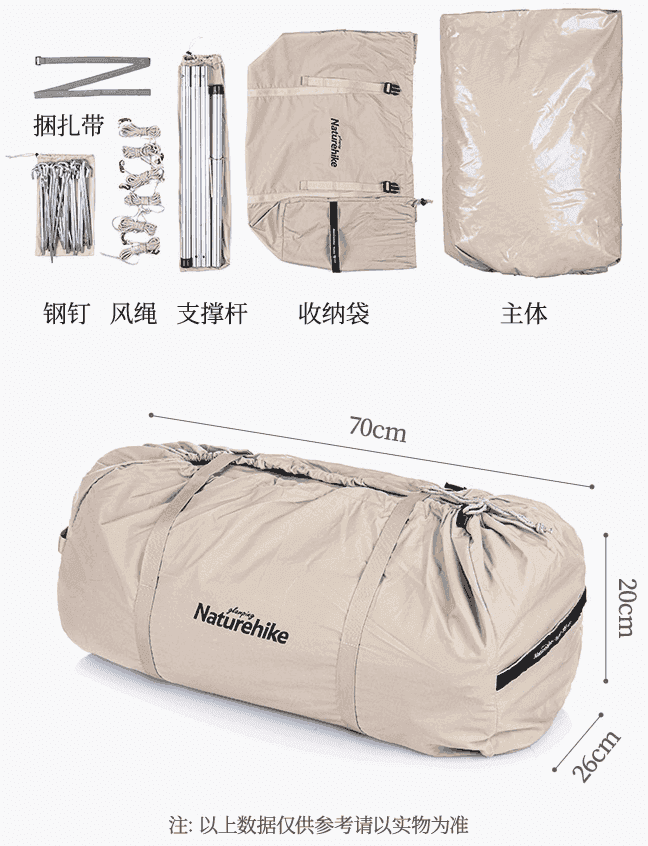 捆扎带
Naturehike
钢钉
风绳
支撑杆
收纳袋
主体
70cm
glamping
Naturehike
20cm
26cm
注: 以上数据仅供参考请以实物为准